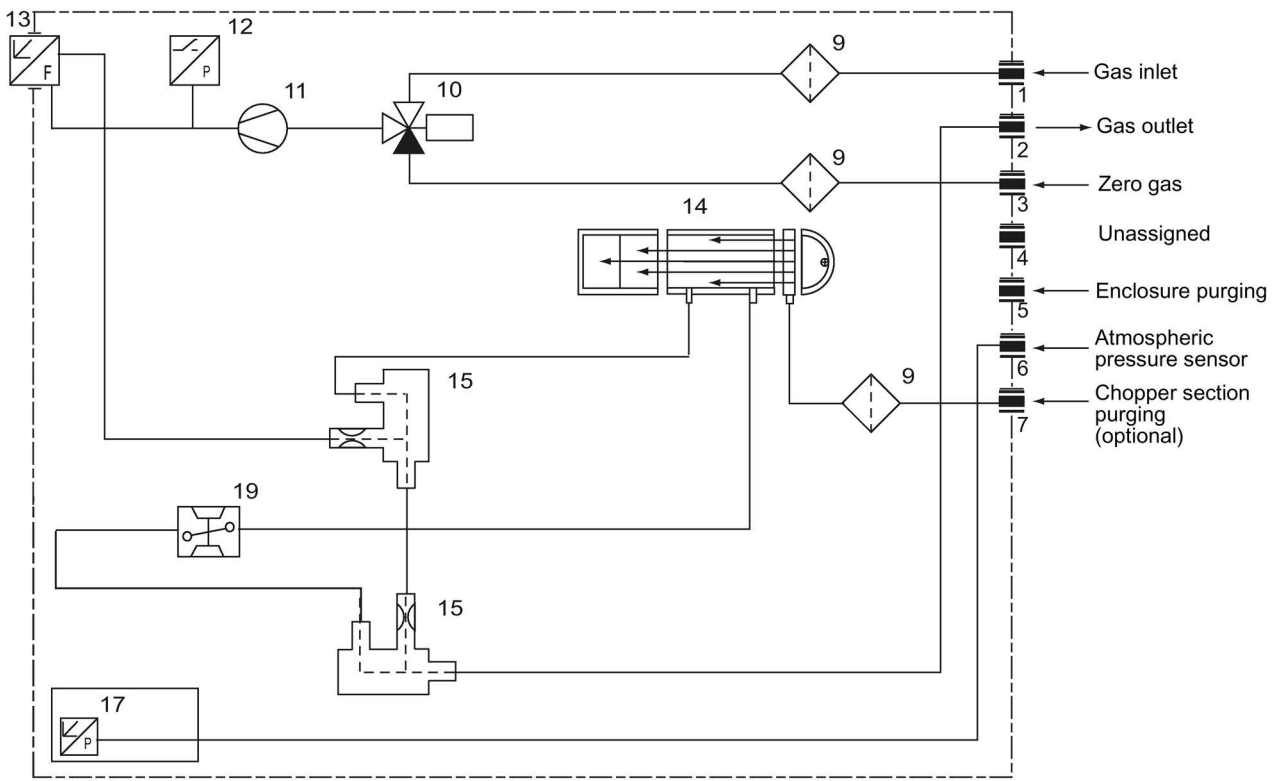 13
12
9
F
P
11
10
1
Gas inlet
2
Gas outlet
9
3
Zero gas
14
4
Unassigned
5
Enclosure purging
6
Atmospheric
pressure sensor
15
9
7
Chopper section
purging
(optional)
19
15
17
P